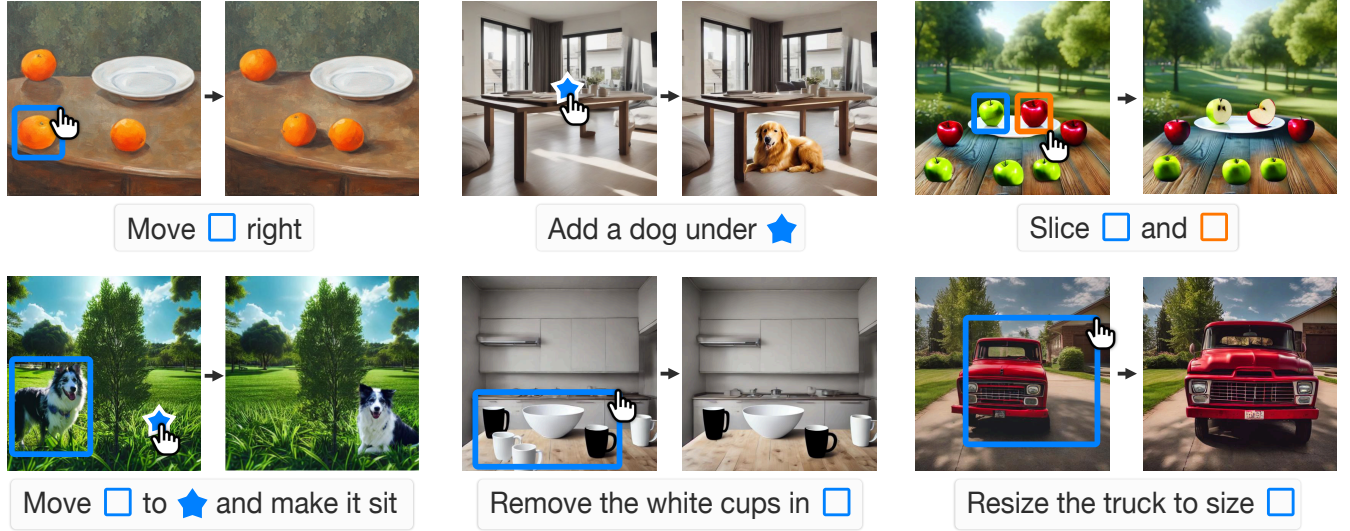 Move right
Add a dog under
Slice and
Move to and make it sit
Remove the white cups in
Resize the truck to size